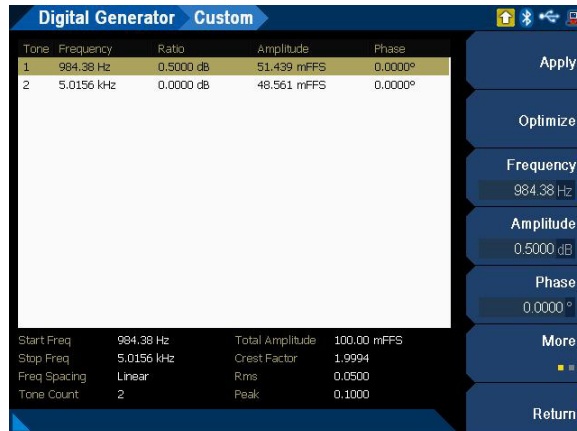 Digital Generator Custom
Tone Frequency Ratio Amplitude Phase
1 984.38 Hz 0.5000 dB 51.439 mFFS 0.0000°
2 5.0156 kHz 0.0000 dB 48.561 mFFS 0.0000°
Start Freq 984.38 Hz Total Amplitude 100.00 mFFS
Stop Freq 5.0156 kHz Crest Factor 1.9994
Freq Spacing Linear Rms 0.0500
Tone Count 2 Peak 0.1000
Apply
Optimize
Frequency
984.38 Hz
Amplitude
0.5000 dB
Phase
0.0000 °
More
Return